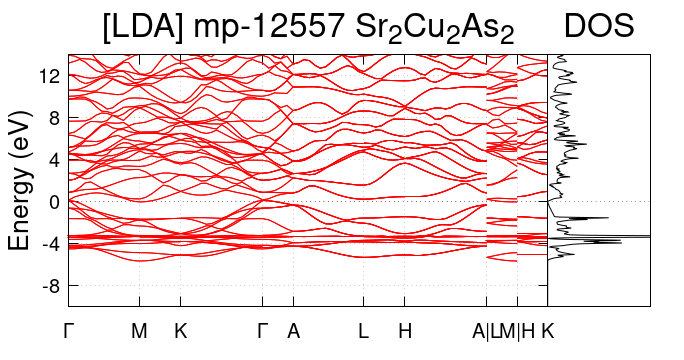 [LDA] mp-12557 Sr₂Cu₂As₂ DOS
Energy (eV)
12
8
4
0
-4
-8
Γ M K Γ A L H A|LM|H K